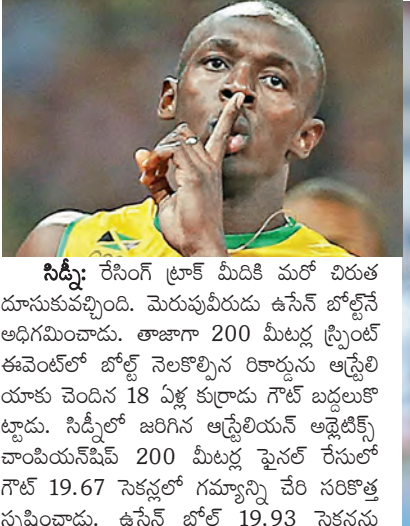 సిడ్నీ: రేసింగ్ ట్రాక్ మీదికి మరో చిరుత
దూసుకువచ్చింది. మెరుపువీరుడు ఉసేన్ బోల్ట్‌నే
అధిగమించాడు. తాజాగా 200 మీటర్ల స్ప్రింట్
ఈవెంట్‌లో బోల్ట్ నెలకొల్పిన రికార్డును ఆస్ట్రేలి
యాకు చెందిన 18 ఏళ్ల కుర్రాడు గౌట్ బద్దలుకొ
ట్టాడు. సిడ్నీలో జరిగిన ఆస్ట్రేలియన్ అథ్లెటిక్స్
చాంపియన్‌షిప్ 200 మీటర్ల ఫైనల్ రేసులో
గౌట్ 19.67 సెకన్లలో గమ్యాన్ని చేరి సరికొత్త
ఉసేన్ 19.93